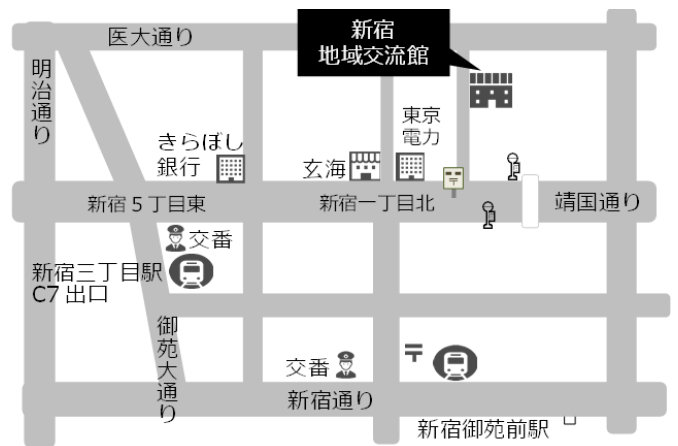 医大通り
新宿
地域交流館
明治通り
東京
電力
きらぼし
銀行
玄海
〒
新宿5丁目東
新宿一丁目北
靖国通り
交番
新宿三丁目駅
C7出口
御苑大通り
〒
交番
新宿通り
新宿御苑前駅